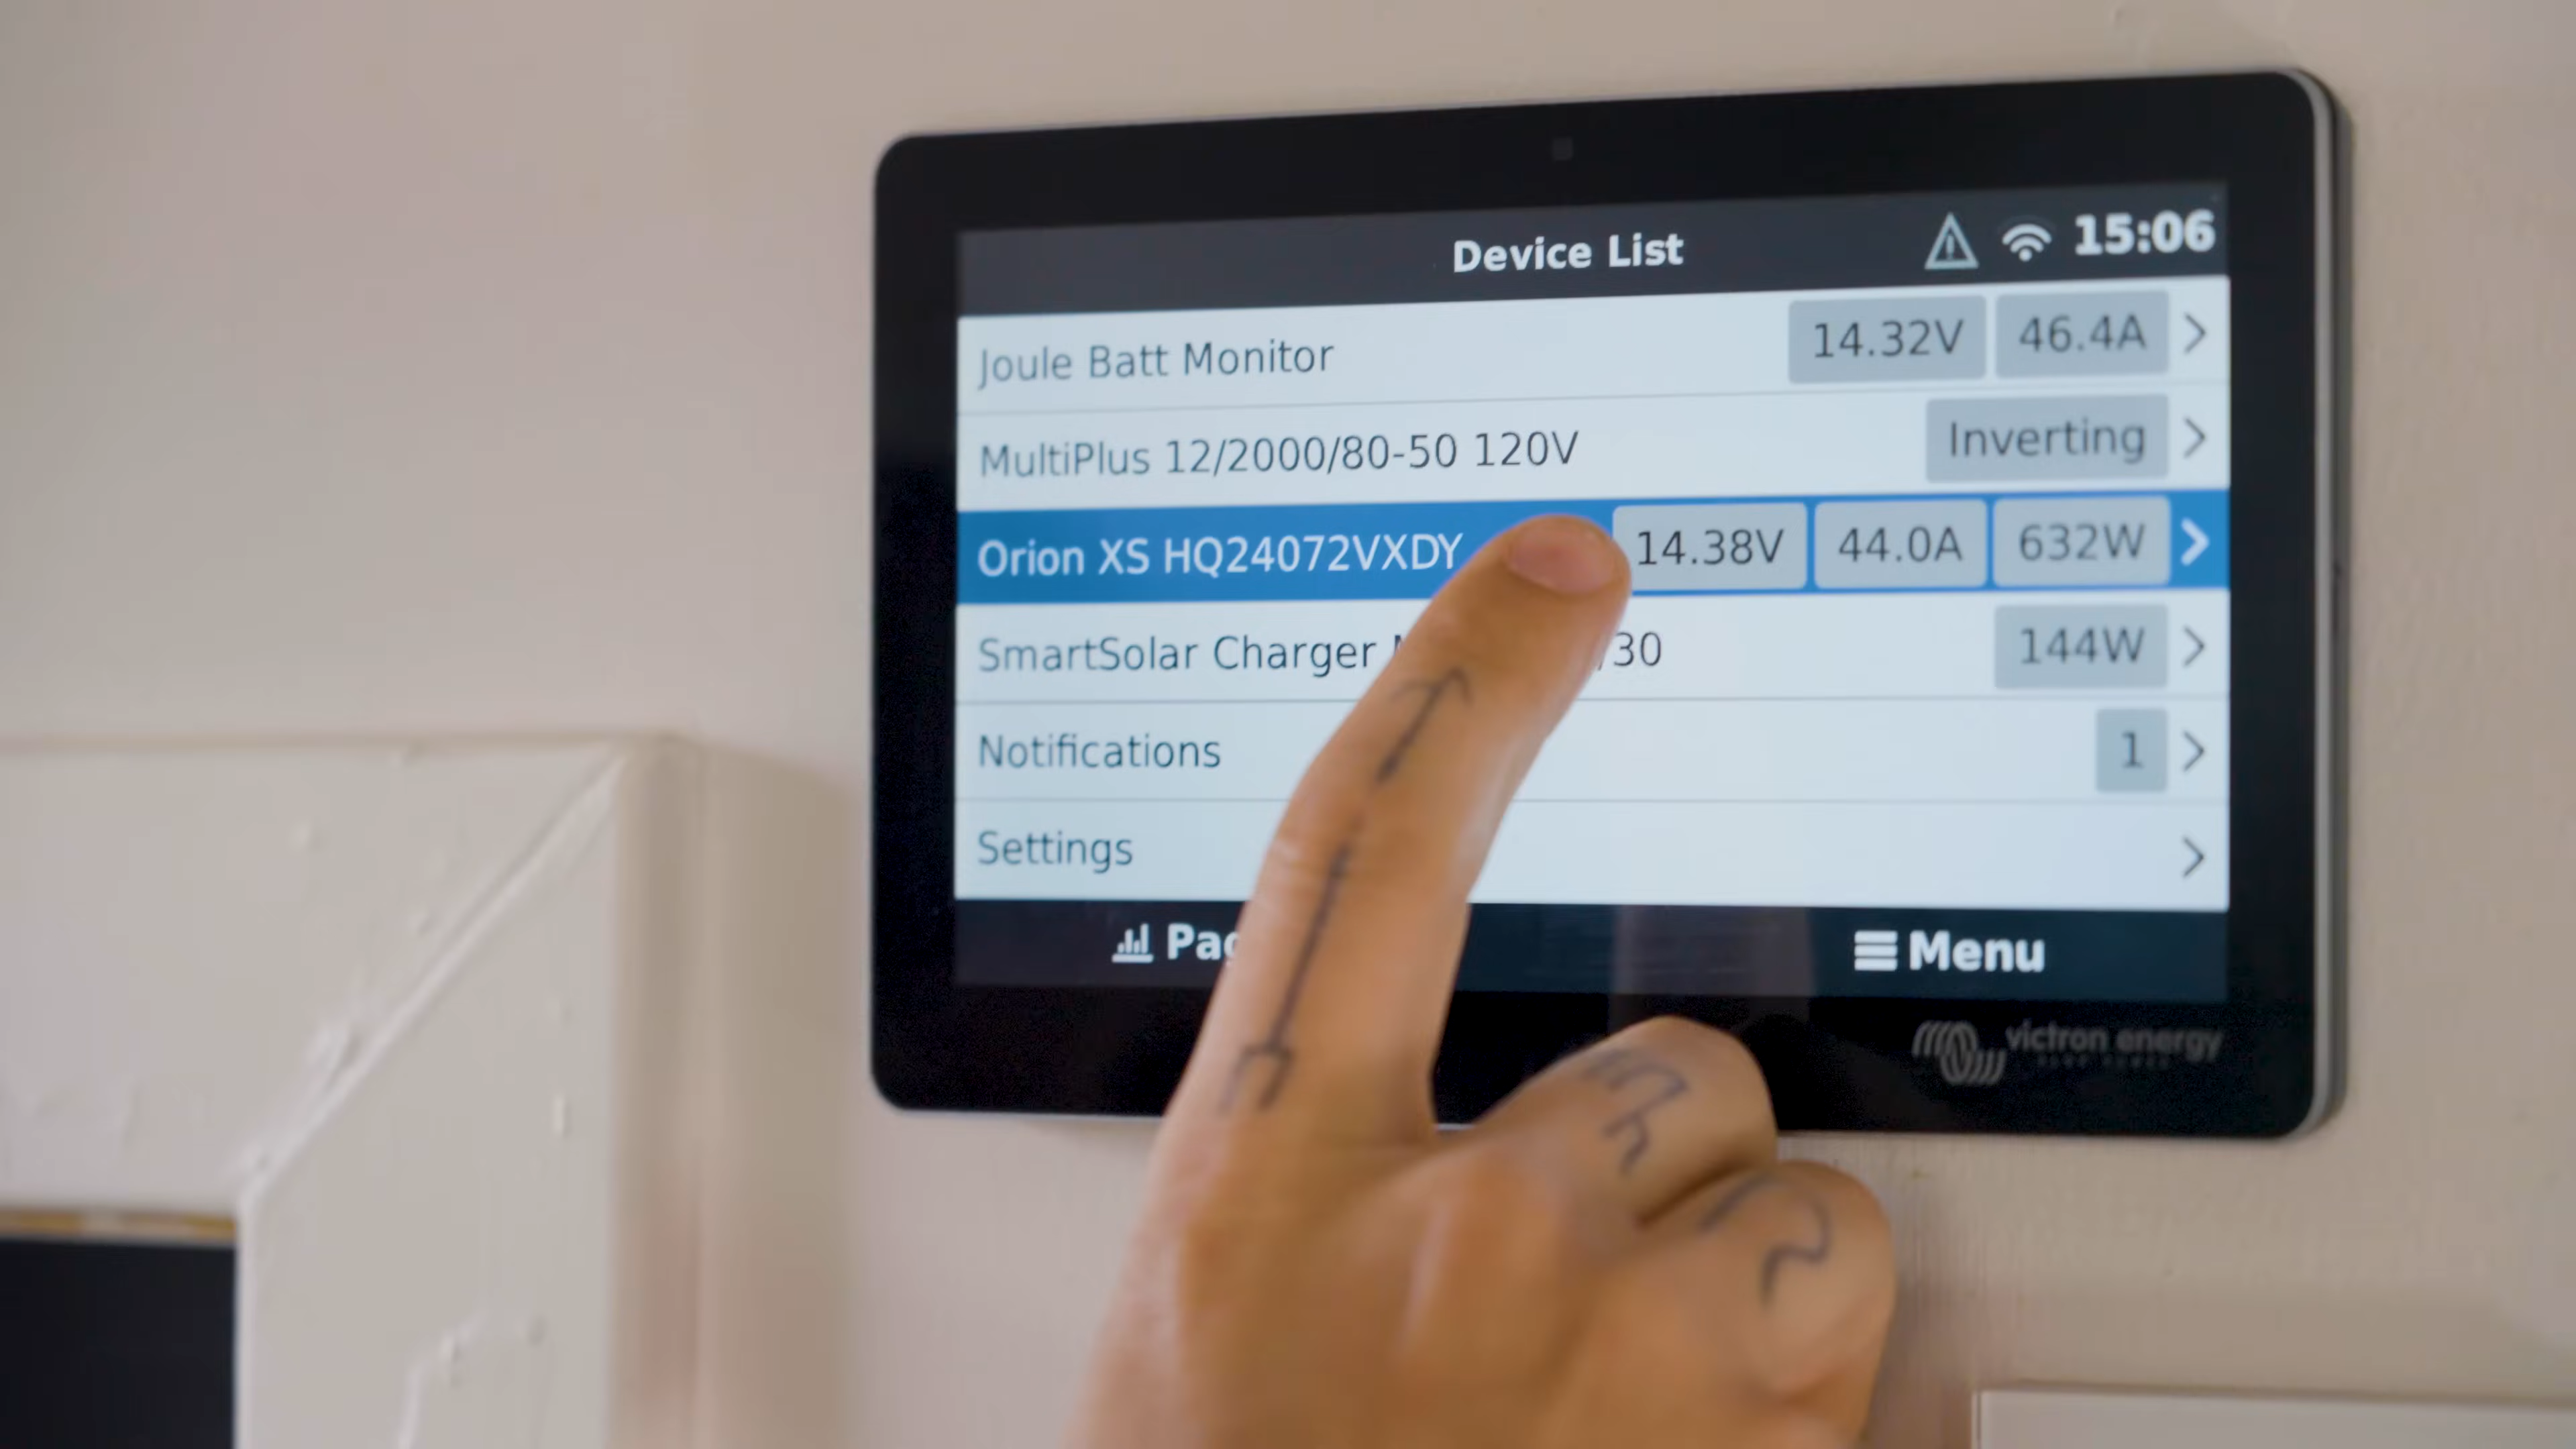 Device List 15:06
Joule Batt Monitor 14.32V 46.4A
MultiPlus 12/2000/80-50 120V Inverting
Orion XS HQ24072VXDY 14.38V 44.0A 632W
SmartSolar Charger /30 144W
Notifications 1
Settings
Menu
victron energy